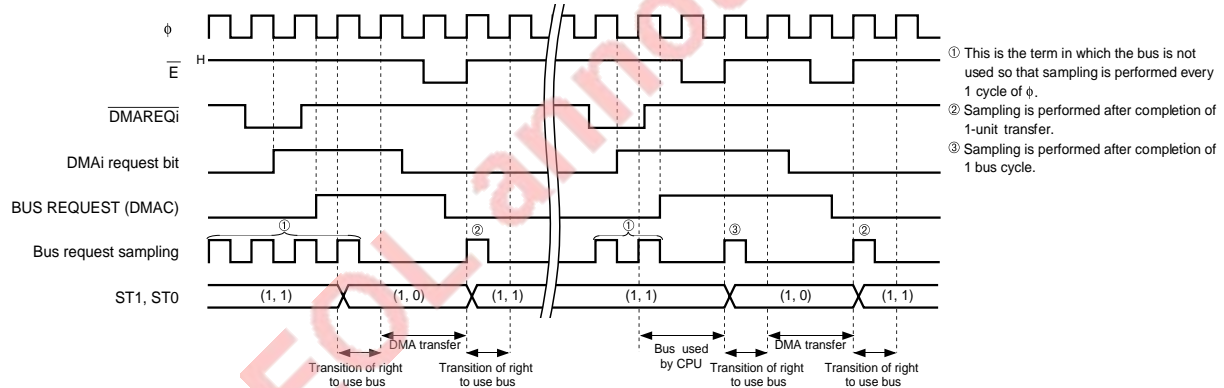 φ
E
H
DMAREQi
DMAi request bit
BUS REQUEST (DMAC)
Bus request sampling
ST1, ST0
① ② ① ③ ②
(1, 1) (1, 0) (1, 1) (1, 1) (1, 0) (1, 1)
DMA transfer
Transition of right
to use bus
Transition of right
to use bus
Bus used
by CPU
DMA transfer
Transition of right
to use bus
Transition of right
to use bus
① This is the term in which the bus is not
used so that sampling is performed every
1 cycle of φ.
② Sampling is performed after completion of
1-unit transfer.
③ Sampling is performed after completion of
1 bus cycle.
EOL anno